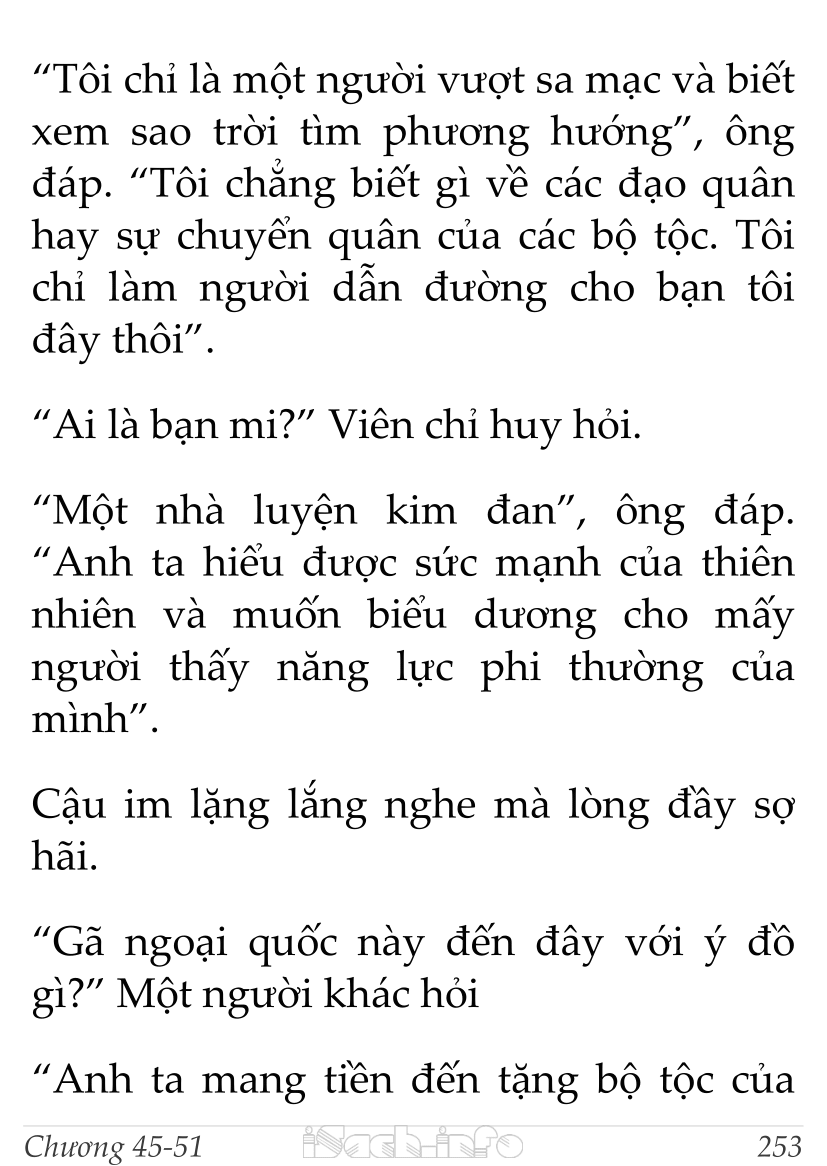 “Tôi chỉ là một người vượt sa mạc và biết
xem sao trời tìm phương hướng”, ông
đáp. “Tôi chẳng biết gì về các đạo quân
hay sự chuyển quân của các bộ tộc. Tôi
chỉ làm người dẫn đường cho bạn tôi
đây thôi”.
“Ai là bạn mi?” Viên chỉ huy hỏi.
“Một nhà luyện kim đan”, ông đáp.
“Anh ta hiểu được sức mạnh của thiên
nhiên và muốn biểu dương cho mấy
người thấy năng lực phi thường của
mình”.
Cậu im lặng lắng nghe mà lòng đầy sợ
hãi.
“Gã ngoại quốc này đến đây với ý đồ
gì?” Một người khác hỏi
“Anh ta mang tiền đến tặng bộ tộc của
Chương 45-51 iSach.info 253